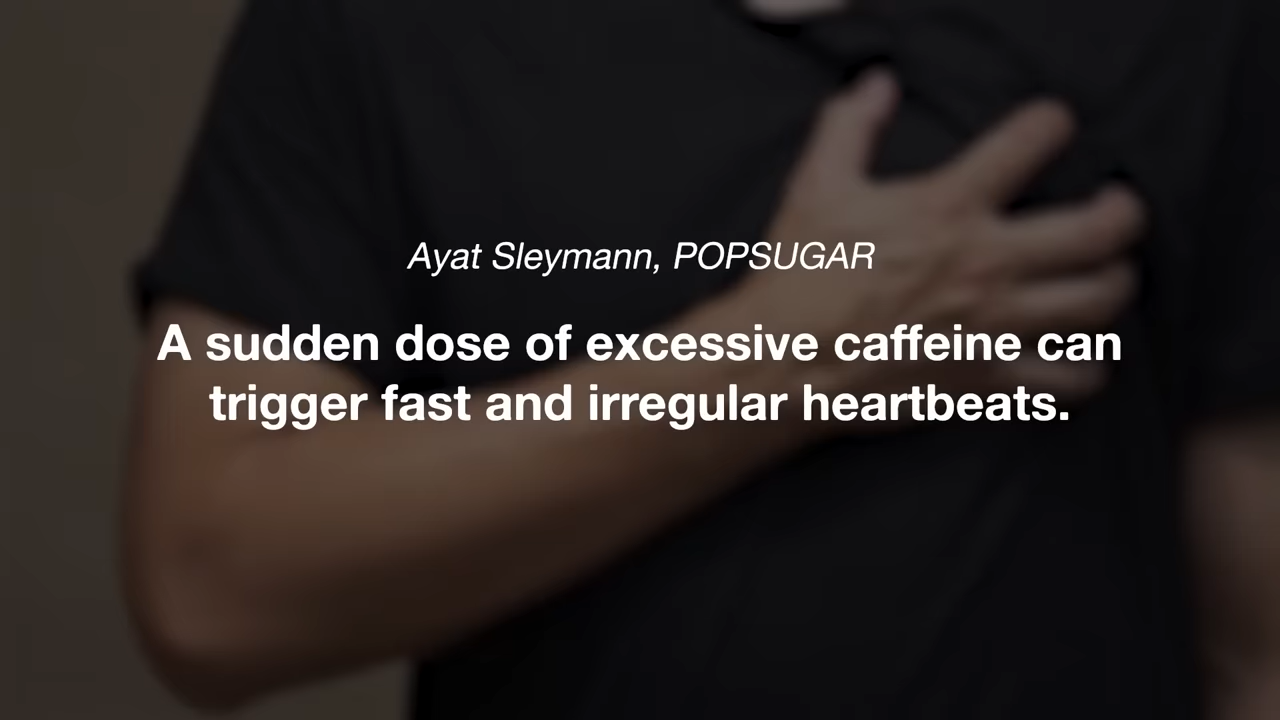 Ayat Sleymann, POPSUGAR
A sudden dose of excessive caffeine can
trigger fast and irregular heartbeats.